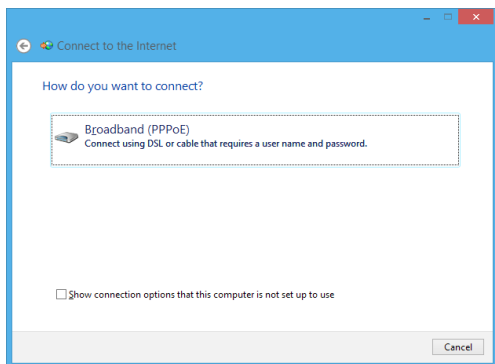 Connect to the Internet
How do you want to connect?
Broadband (PPPoE)
Connect using DSL or cable that requires a user name and password.
Show connection options that this computer is not set up to use
Cancel